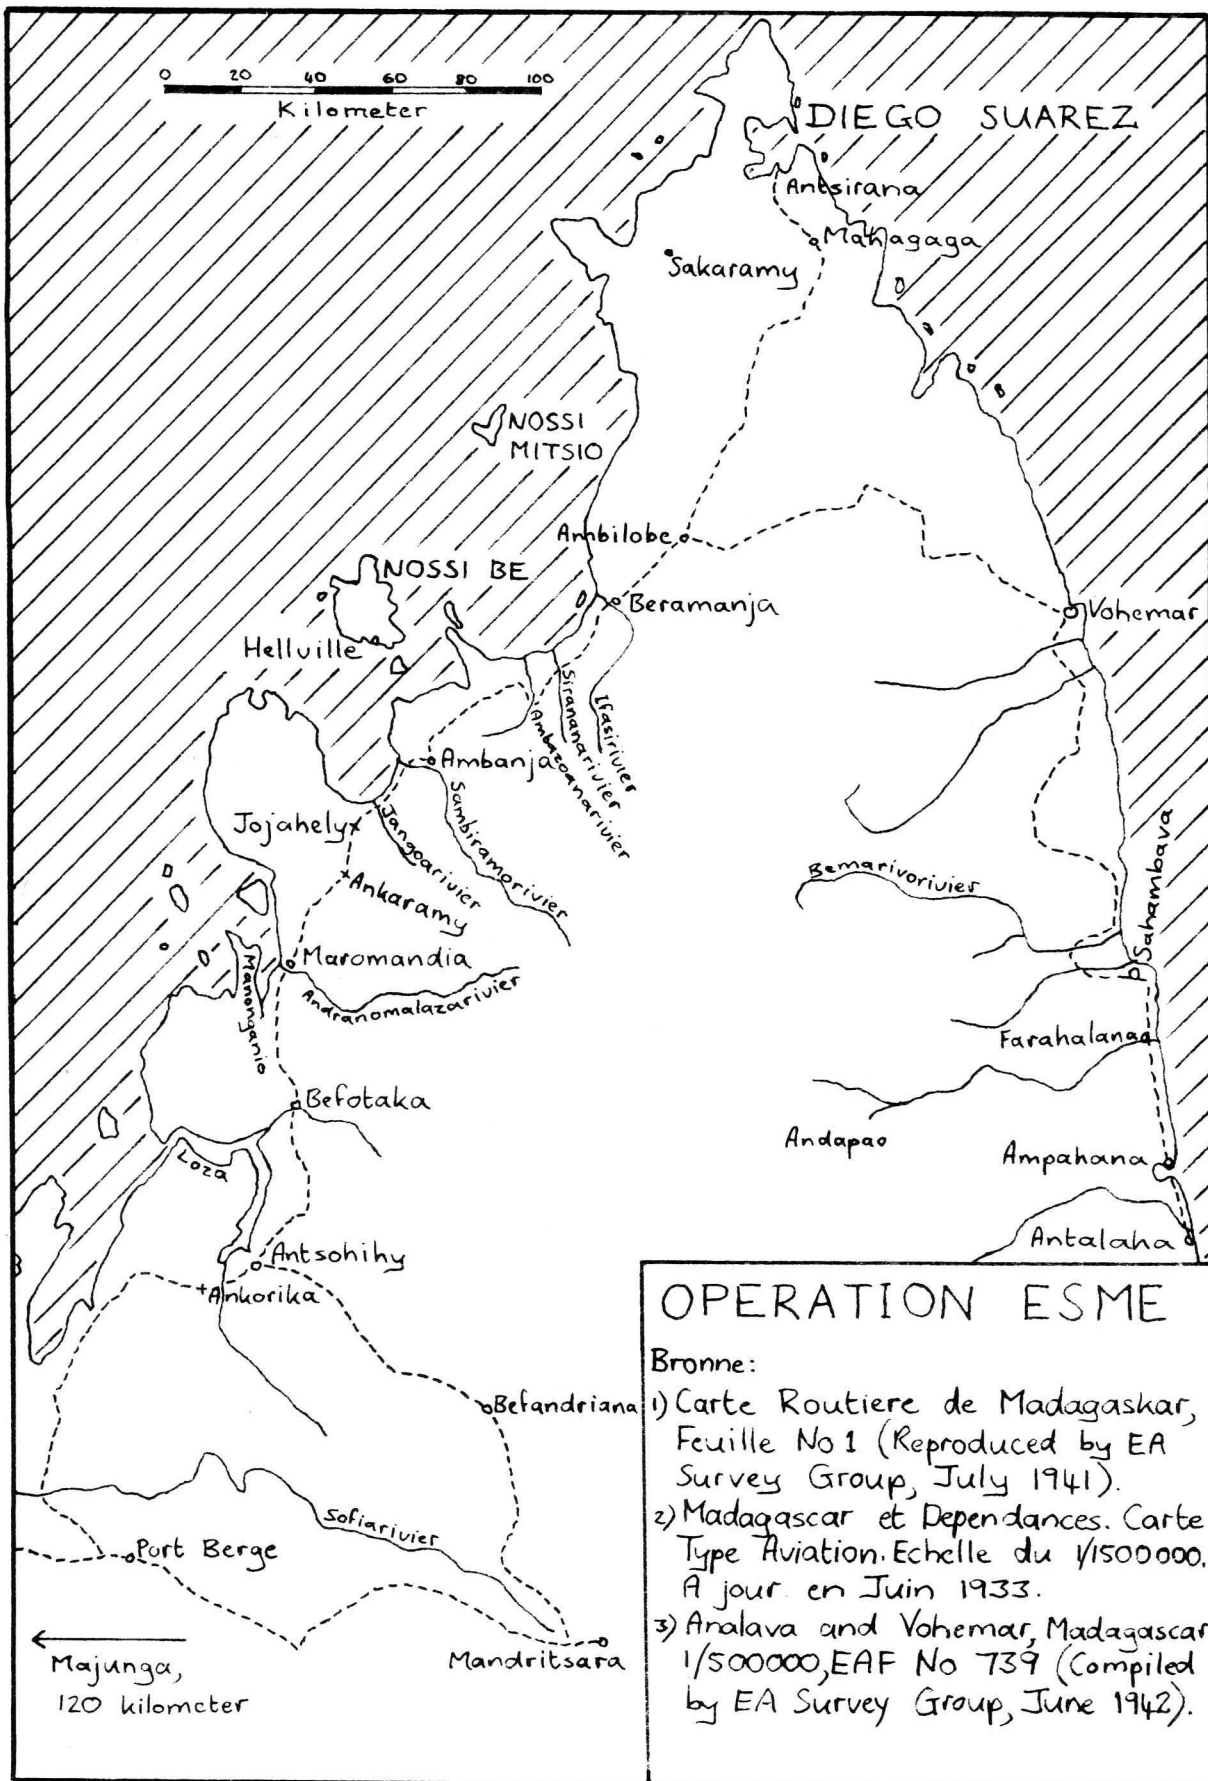 0 20 40 60 80 100
Kilometer
DIEGO SUAREZ
Antsirana
Mahagaga
Sakaramy
NOSSI
MITSIO
Ambilobe
NOSSI BE
Beramanja
Vohemar
Hellville
Sirananarivier
Ifasirivier
Ambazoanarivier
Ambanja
Sambiramorivier
Jojahely
Jangoarivier
Ankaramy
Bemarivorivier
Sahambava
Maromandia
Andranomalazarivier
Manonganio
Farahalana
Befotaka
Andapa
Loza
Ampahana
Antalaha
Antsohihy
Ankorika
Befandriana
Sofiarivier
Port Berge
Mandritsara
Majunga,
120 kilometer
OPERATION ESME
Bronne:
1) Carte Routiere de Madagaskar,
Feuille No 1 (Reproduced by EA
Survey Group, July 1941).
2) Madagascar et Dependances. Carte
Type Aviation. Echelle du 1/1500000.
A jour en Juin 1933.
3) Analava and Vohemar, Madagascar
1/500000, EAF No 739 (Compiled
by EA Survey Group, June 1942).